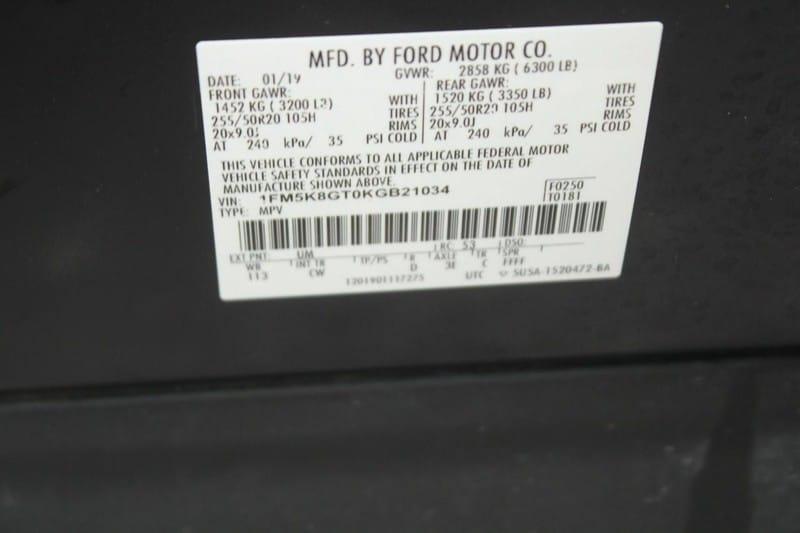 MFD. BY FORD MOTOR CO.
DATE: 01/19 GVWR: 2858 KG ( 6300 LB)
FRONT GAWR: REAR GAWR:
1452 KG ( 3200 LB) WITH 1520 KG ( 3350 LB) WITH
255/50R20 105H TIRES 255/50R20 105H TIRES
20x9.0J RIMS 20x9.0J RIMS
AT 240 kPa/ 35 PSI COLD AT 240 kPa/ 35 PSI COLD
THIS VEHICLE CONFORMS TO ALL APPLICABLE FEDERAL MOTOR
VEHICLE SAFETY STANDARDS IN EFFECT ON THE DATE OF
MANUFACTURE SHOWN ABOVE.
VIN: 1FM5K8GT0KGB21034 F0250
TYPE: MPV T0181
EXT PNT: UM RC: 53 DSO:
WB INT TR TP/PS R AXLE TR SPR
113 CW D 3E C FFFF
1201901117275 UTC 5U5A-1520472-BA